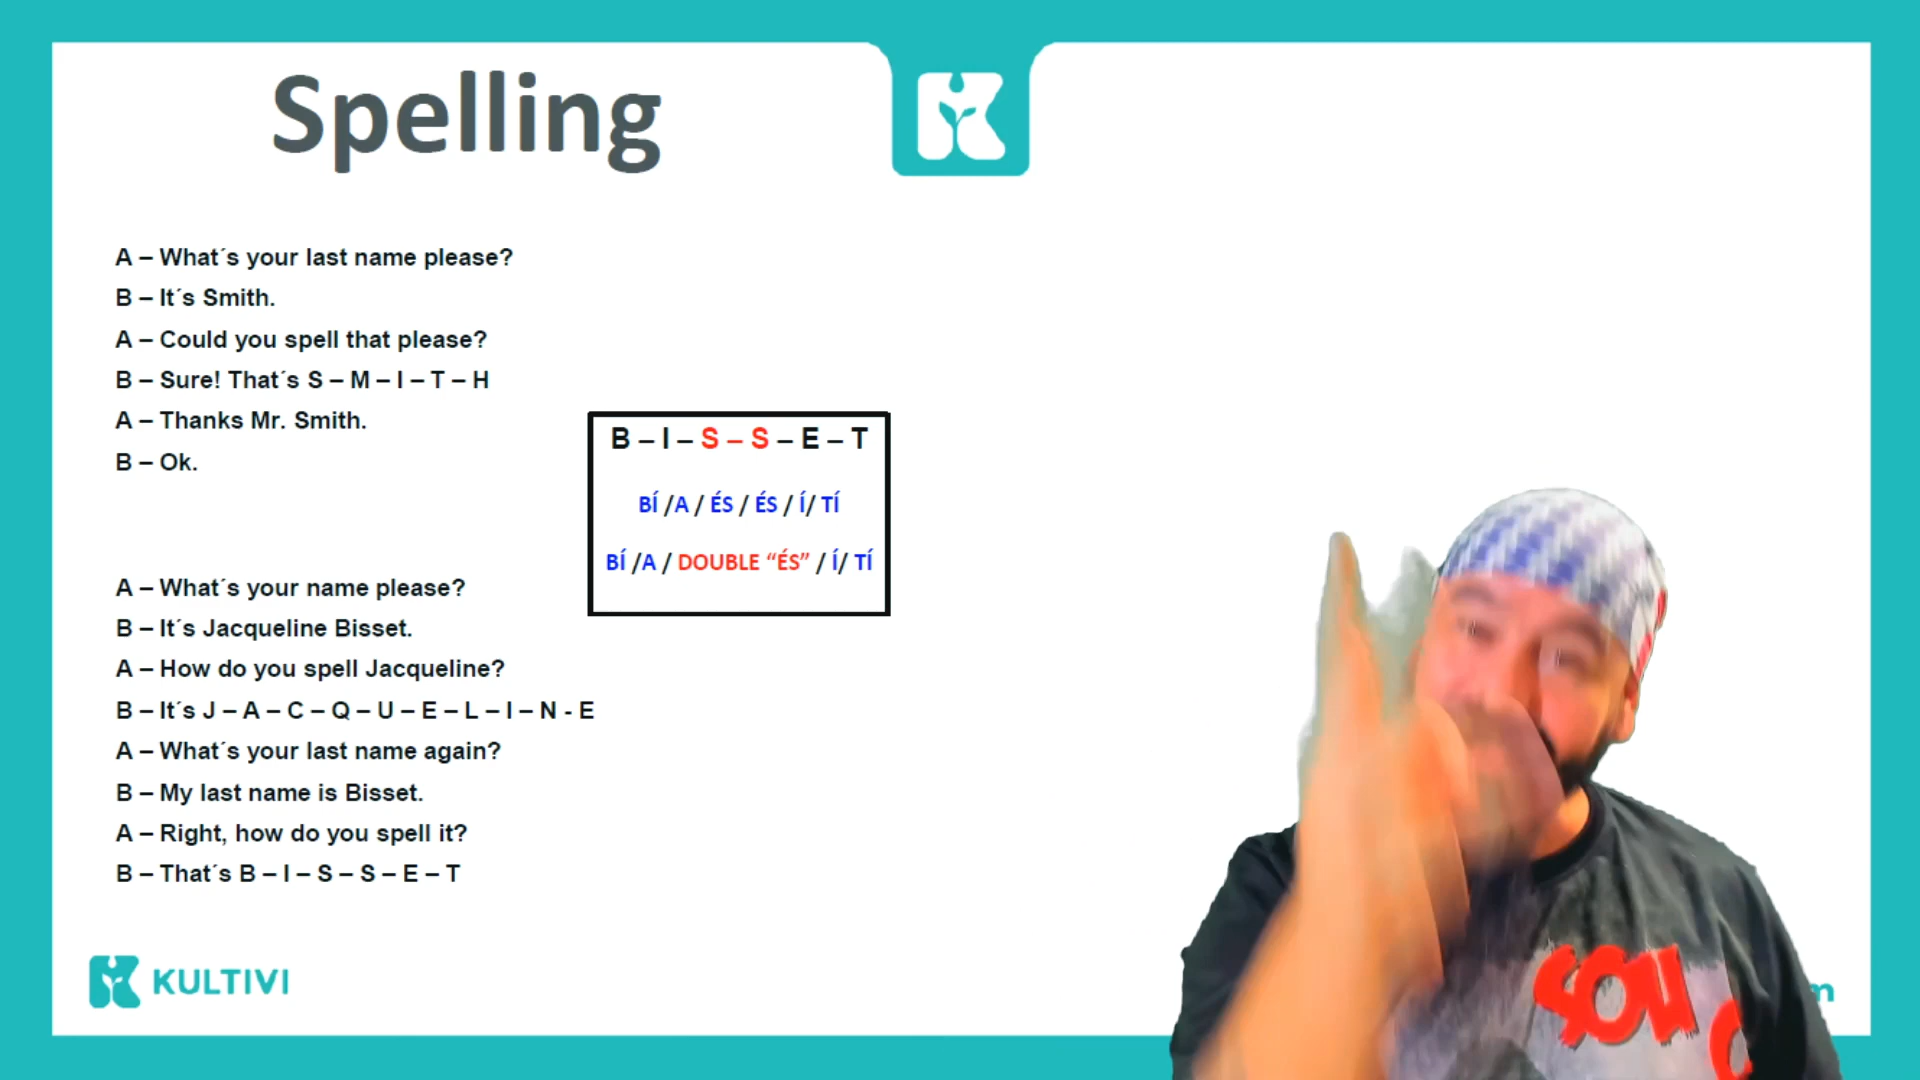 Spelling
A – What´s your last name please?
B – It´s Smith.
A – Could you spell that please?
B – Sure! That´s S – M – I – T – H
A – Thanks Mr. Smith.
B – Ok.
B – I – S – S – E – T
BÍ /A / ÉS / ÉS / Í/ TÍ
BÍ /A / DOUBLE “ÉS” / Í/ TÍ
A – What´s your name please?
B – It´s Jacqueline Bisset.
A – How do you spell Jacqueline?
B – It´s J – A – C – Q – U – E – L – I – N - E
A – What´s your last name again?
B – My last name is Bisset.
A – Right, how do you spell it?
B – That´s B – I – S – S – E – T
KULTIVI
SOU